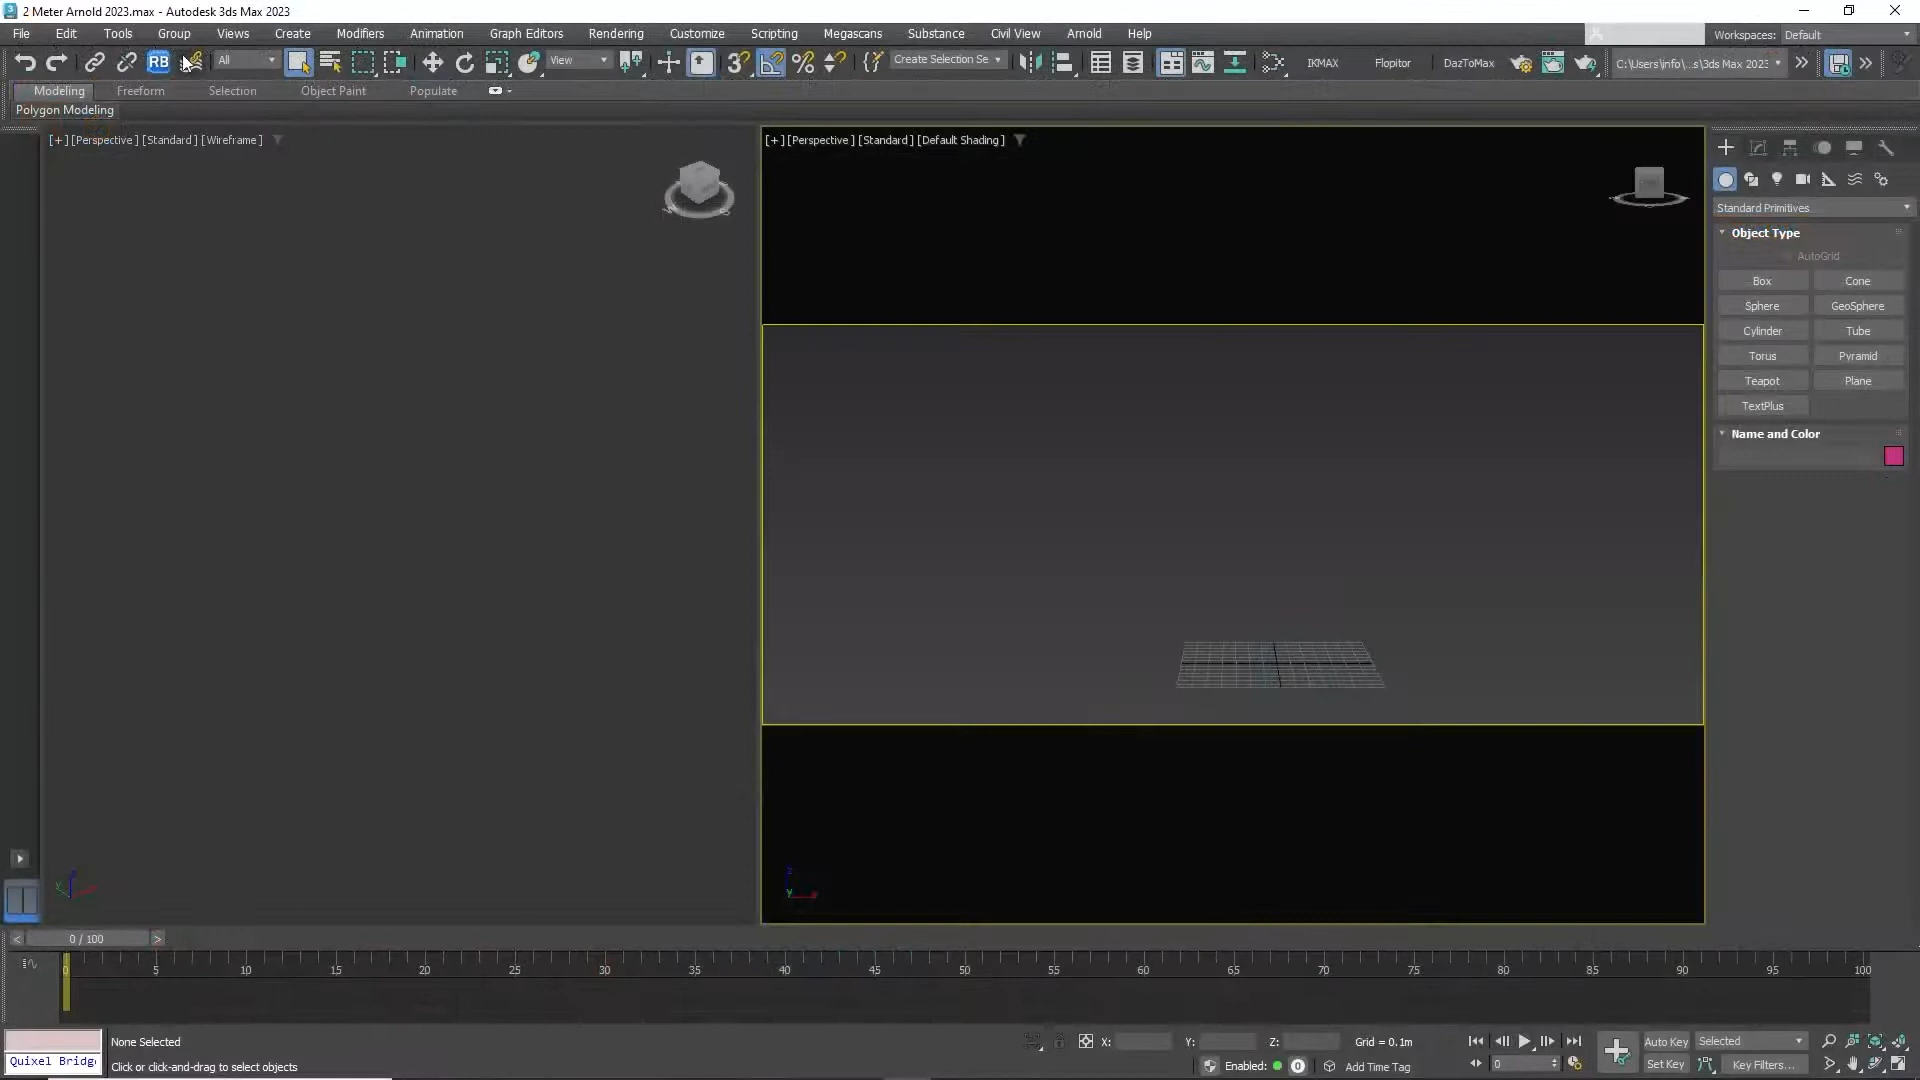 2 Meter Arnold 2023.max - Autodesk 3ds Max 2023
File Edit Tools Group Views Create Modifiers Animation Graph Editors Rendering Customize Scripting Megascans Substance Civil View Arnold Help
Workspaces: Default
RB All View 3 Create Selection Se IKMAX Flopitor DazToMax C:\Users\info\...s\3ds Max 2023
Modeling Freeform Selection Object Paint Populate
Polygon Modeling
[+] [Perspective] [Standard] [Wireframe]
[+] [Perspective] [Standard] [Default Shading]
Standard Primitives
Object Type
AutoGrid
Box Cone
Sphere GeoSphere
Cylinder Tube
Torus Pyramid
Teapot Plane
TextPlus
Name and Color
z
y
z
y
< 0 / 100 >
0 5 10 15 20 25 30 35 40 45 50 55 60 65 70 75 80 85 90 95 100
None Selected
X: Y: Z: Grid = 0.1m
Auto Key Selected
Quixel Bridg
Click or click-and-drag to select objects
Enabled: 0 Add Time Tag
0
Set Key Key Filters...